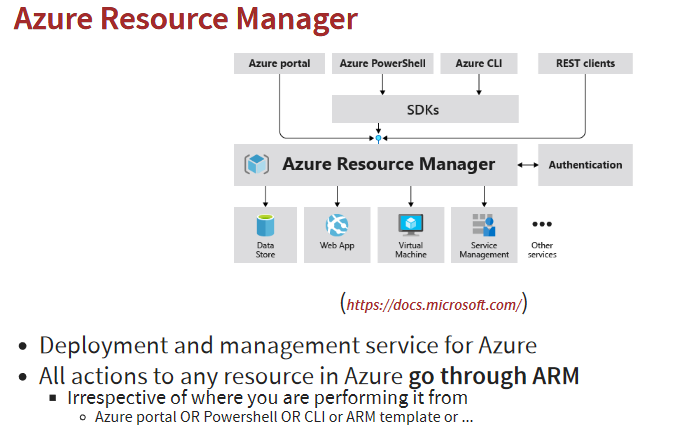 Azure Resource Manager
Azure portal Azure PowerShell Azure CLI REST clients
SDKs
Azure Resource Manager Authentication
Data Store Web App Virtual Machine Service Management Other services
(https://docs.microsoft.com/)
• Deployment and management service for Azure
• All actions to any resource in Azure go through ARM
▪ Irrespective of where you are performing it from
◦ Azure portal OR Powershell OR CLI or ARM template or ...